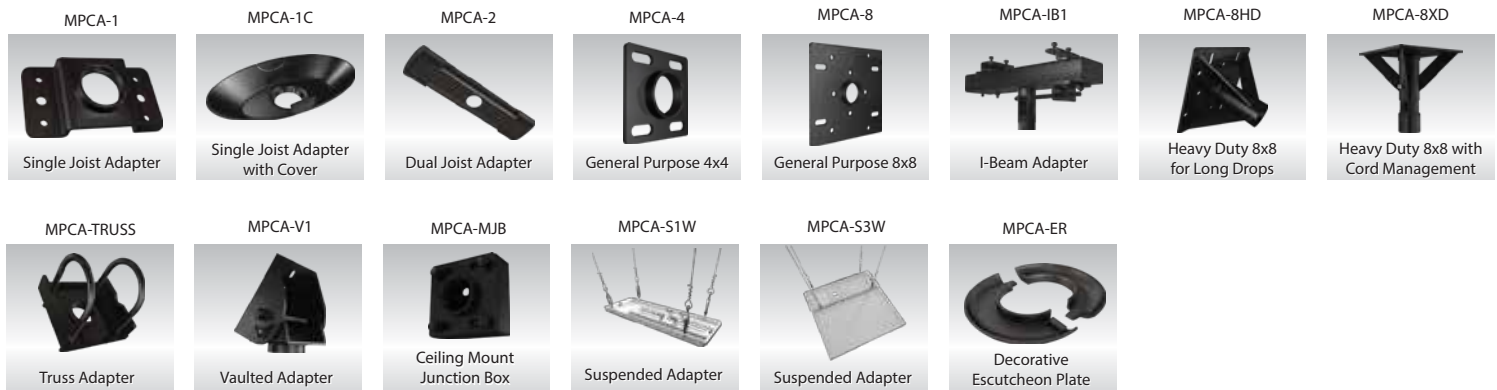 MPCA-1
MPCA-1C
MPCA-2
MPCA-4
MPCA-8
MPCA-IB1
MPCA-8HD
MPCA-8XD
Single Joist Adapter
Single Joist Adapter
with Cover
Dual Joist Adapter
General Purpose 4x4
General Purpose 8x8
I-Beam Adapter
Heavy Duty 8x8
for Long Drops
Heavy Duty 8x8 with
Cord Management
MPCA-TRUSS
MPCA-V1
MPCA-MJB
MPCA-S1W
MPCA-S3W
MPCA-ER
Truss Adapter
Vaulted Adapter
Ceiling Mount
Junction Box
Suspended Adapter
Suspended Adapter
Decorative
Escutcheon Plate